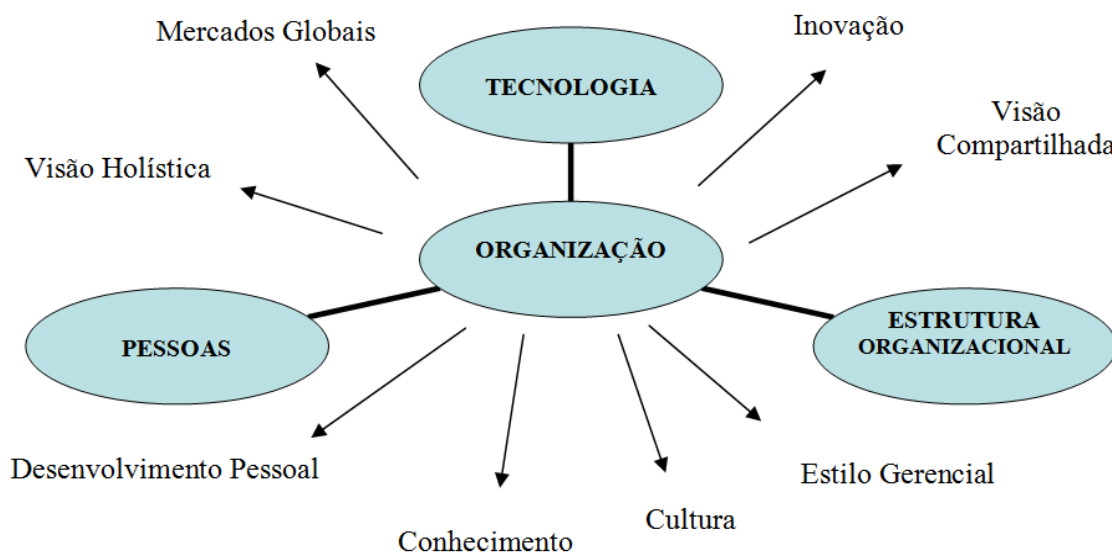 Mercados Globais
Inovação
TECNOLOGIA
Visão
Compartilhada
Visão Holística
ORGANIZAÇÃO
PESSOAS
ESTRUTURA
ORGANIZACIONAL
Desenvolvimento Pessoal
Estilo Gerencial
Cultura
Conhecimento